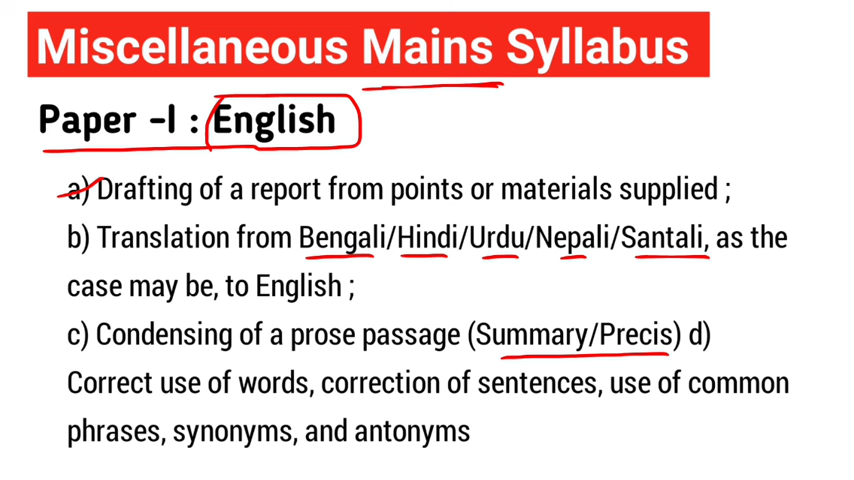 Miscellaneous Mains Syllabus
Paper –I : English
a) Drafting of a report from points or materials supplied ;
b) Translation from Bengali/Hindi/Urdu/Nepali/Santali, as the
case may be, to English ;
c) Condensing of a prose passage (Summary/Precis) d)
Correct use of words, correction of sentences, use of common
phrases, synonyms, and antonyms